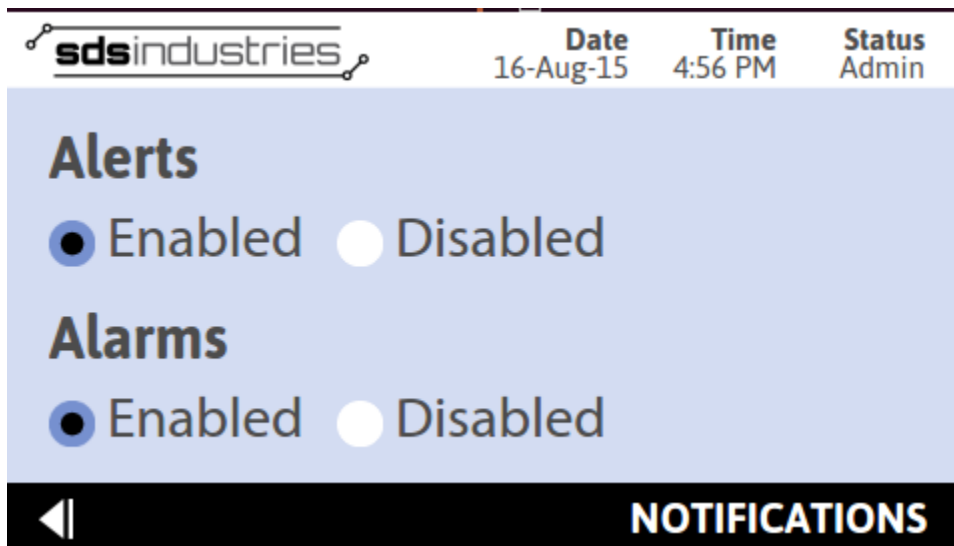 sdsindustries
Date Time Status
16-Aug-15 4:56 PM Admin
Alerts
Enabled Disabled
Alarms
Enabled Disabled
NOTIFICATIONS